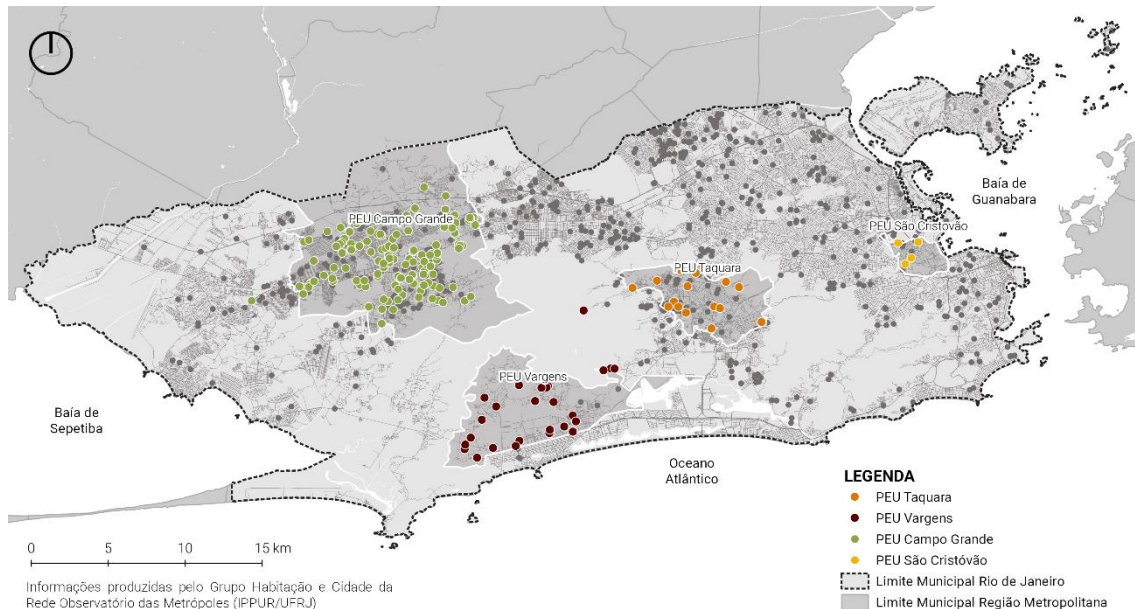 PEU Campo Grande
PEU São Cristovão
Baía de
Guanabara
PEU Taquara
PEU Vargens
Baía de
Sepetiba
Oceano
Atlântico
LEGENDA
PEU Taquara
PEU Vargens
PEU Campo Grande
PEU São Cristóvão
Limite Municipal Rio de Janeiro
Limite Municipal Região Metropolitana
0 5 10 15 km
Informações produzidas pelo Grupo Habitação e Cidade da
Rede Observatório das Metrópoles (IPPUR/UFRJ)